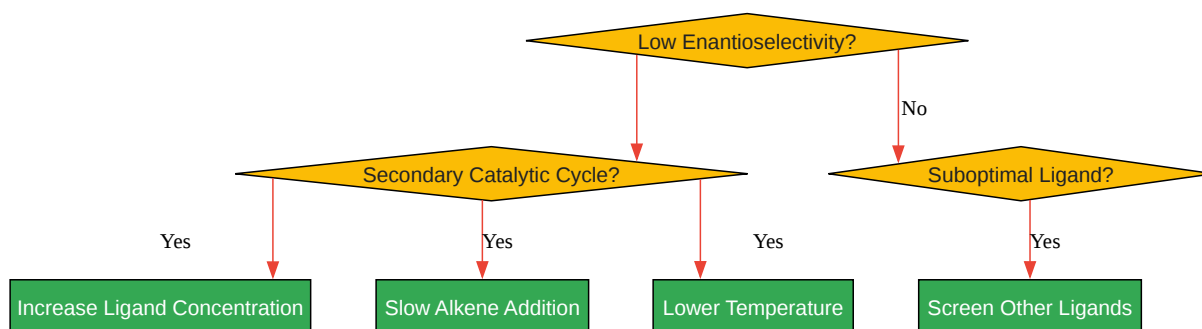 Low Enantioselectivity?
No
Secondary Catalytic Cycle?
Suboptimal Ligand?
Yes
Yes
Yes
Yes
Increase Ligand Concentration
Slow Alkene Addition
Lower Temperature
Screen Other Ligands